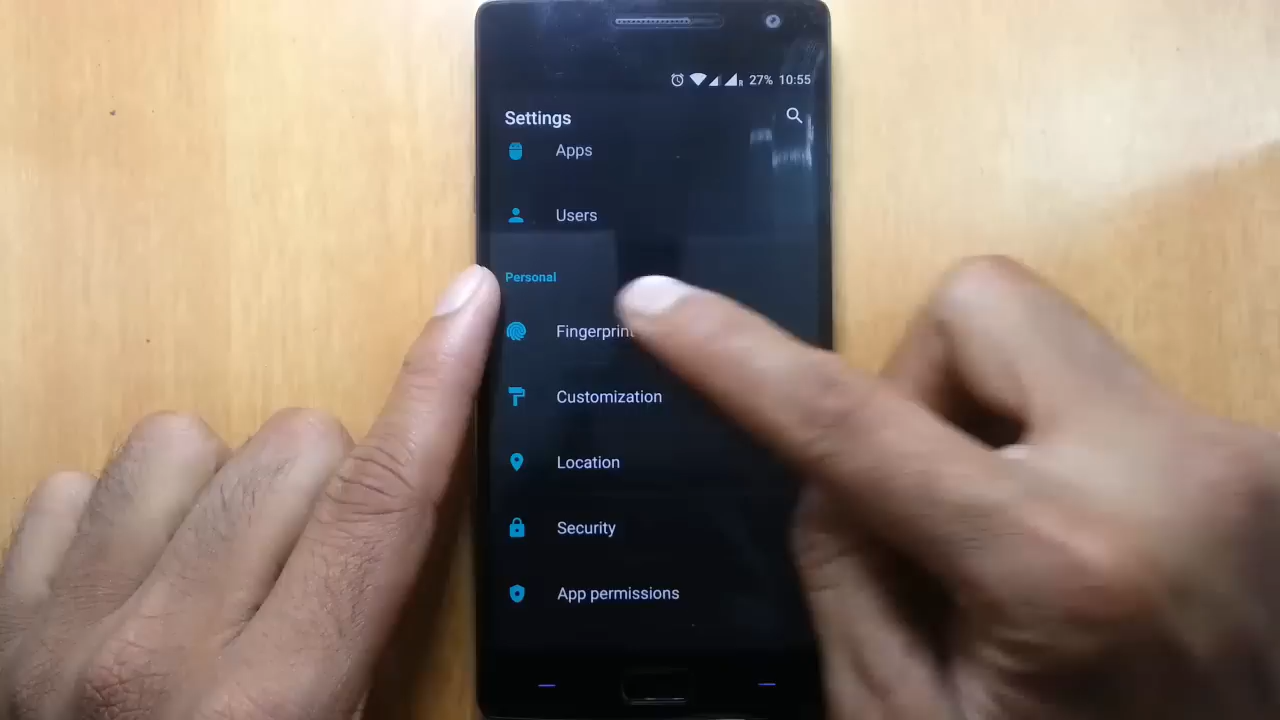 R 27% 10:55
Settings
Apps
Users
Personal
Fingerprint
Customization
Location
Security
App permissions